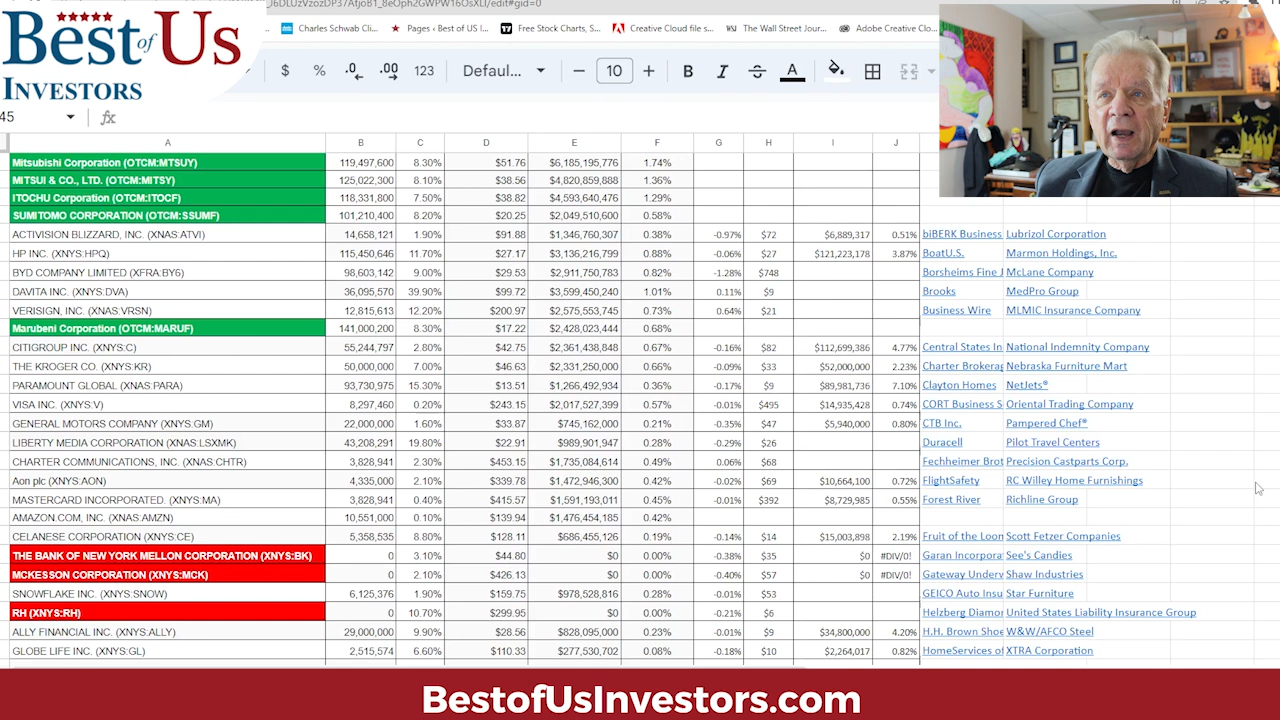 J6DLUzVzozDP37Atjo81_8eOph2GWPW16OsXLI/edit#gid=0
Best of Us
INVESTORS
Charles Schwab Cli... Pages ‹ Best of US I... Free Stock Charts, S... Creative Cloud file s... The Wall Street Jour... Adobe Creative Clo...
$ % .0 .00 123 Defaul... − 10 + B I A
45 fx
A B C D E F G H I J
Mitsubishi Corporation (OTCM:MTSUY) 119,497,600 8.30% $51.76 $6,185,195,776 1.74%
MITSUI & CO., LTD. (OTCM:MITSY) 125,022,300 8.10% $38.56 $4,820,859,888 1.36%
ITOCHU Corporation (OTCM:ITOCF) 118,331,800 7.50% $38.82 $4,593,640,476 1.29%
SUMITOMO CORPORATION (OTCM:SSUMF) 101,210,400 8.20% $20.25 $2,049,510,600 0.58%
ACTIVISION BLIZZARD, INC. (XNAS:ATVI) 14,658,121 1.90% $91.88 $1,346,760,307 0.38% -0.97% $72 $6,889,317 0.51% biBERK Business Lubrizol Corporation
HP INC. (XNYS:HPQ) 115,450,646 11.70% $27.17 $3,136,216,799 0.88% -0.06% $27 $121,223,178 3.87% BoatU.S. Marmon Holdings, Inc.
BYD COMPANY LIMITED (XFRA:BY6) 98,603,142 9.00% $29.53 $2,911,750,783 0.82% -1.28% $748 Borsheims Fine J McLane Company
DAVITA INC. (XNYS:DVA) 36,095,570 39.90% $99.72 $3,599,450,240 1.01% 0.11% $9 Brooks MedPro Group
VERISIGN, INC. (XNAS:VRSN) 12,815,613 12.20% $200.97 $2,575,553,745 0.73% 0.64% $21 Business Wire MLMIC Insurance Company
Marubeni Corporation (OTCM:MARUF) 141,000,200 8.30% $17.22 $2,428,023,444 0.68%
CITIGROUP INC. (XNYS:C) 55,244,797 2.80% $42.75 $2,361,438,848 0.67% -0.16% $82 $112,699,386 4.77% Central States In National Indemnity Company
THE KROGER CO. (XNYS:KR) 50,000,000 7.00% $46.63 $2,331,250,000 0.66% -0.09% $33 $52,000,000 2.23% Charter Brokerag Nebraska Furniture Mart
PARAMOUNT GLOBAL (XNAS:PARA) 93,730,975 15.30% $13.51 $1,266,492,934 0.36% -0.17% $9 $89,981,736 7.10% Clayton Homes NetJets®
VISA INC. (XNYS:V) 8,297,460 0.20% $243.15 $2,017,527,399 0.57% -0.01% $495 $14,935,428 0.74% CORT Business S Oriental Trading Company
GENERAL MOTORS COMPANY (XNYS:GM) 22,000,000 1.60% $33.87 $745,162,000 0.21% -0.35% $47 $5,940,000 0.80% CTB Inc. Pampered Chef®
LIBERTY MEDIA CORPORATION (XNAS:LSXMK) 43,208,291 19.80% $22.91 $989,901,947 0.28% -0.29% $26 Duracell Pilot Travel Centers
CHARTER COMMUNICATIONS, INC. (XNAS:CHTR) 3,828,941 2.30% $453.15 $1,735,084,614 0.49% 0.06% $68 Fechheimer Brot Precision Castparts Corp.
Aon plc (XNYS:AON) 4,335,000 2.10% $339.78 $1,472,946,300 0.42% -0.02% $69 $10,664,100 0.72% FlightSafety RC Willey Home Furnishings
MASTERCARD INCORPORATED. (XNYS:MA) 3,828,941 0.40% $415.57 $1,591,193,011 0.45% -0.01% $392 $8,729,985 0.55% Forest River Richline Group
AMAZON.COM, INC. (XNAS:AMZN) 10,551,000 0.10% $139.94 $1,476,454,185 0.42%
CELANESE CORPORATION (XNYS:CE) 5,358,535 8.80% $128.11 $686,455,126 0.19% -0.14% $14 $15,003,898 2.19% Fruit of the Loon Scott Fetzer Companies
THE BANK OF NEW YORK MELLON CORPORATION (XNYS:BK) 0 3.10% $44.80 $0 0.00% -0.38% $35 $0 #DIV/0! Garan Incorpora See's Candies
MCKESSON CORPORATION (XNYS:MCK) 0 2.10% $426.13 $0 0.00% -0.40% $57 $0 #DIV/0! Gateway Underv Shaw Industries
SNOWFLAKE INC. (XNYS.SNOW) 6,125,376 1.90% $159.75 $978,528,816 0.28% -0.01% $53 GEICO Auto Insu Star Furniture
RH (XNYS:RH) 0 10.70% $299.95 $0 0.00% -0.21% $6 Helzberg Diamor United States Liability Insurance Group
ALLY FINANCIAL INC. (XNYS:ALLY) 29,000,000 9.90% $28.56 $828,095,000 0.23% -0.01% $9 $34,800,000 4.20% H.H. Brown Shoe W&W/AFCO Steel
GLOBE LIFE INC. (XNYS:GL) 2,515,574 6.60% $110.33 $277,530,702 0.08% -0.18% $10 $2,264,017 0.82% HomeServices of XTRA Corporation
BestofUsInvestors.com